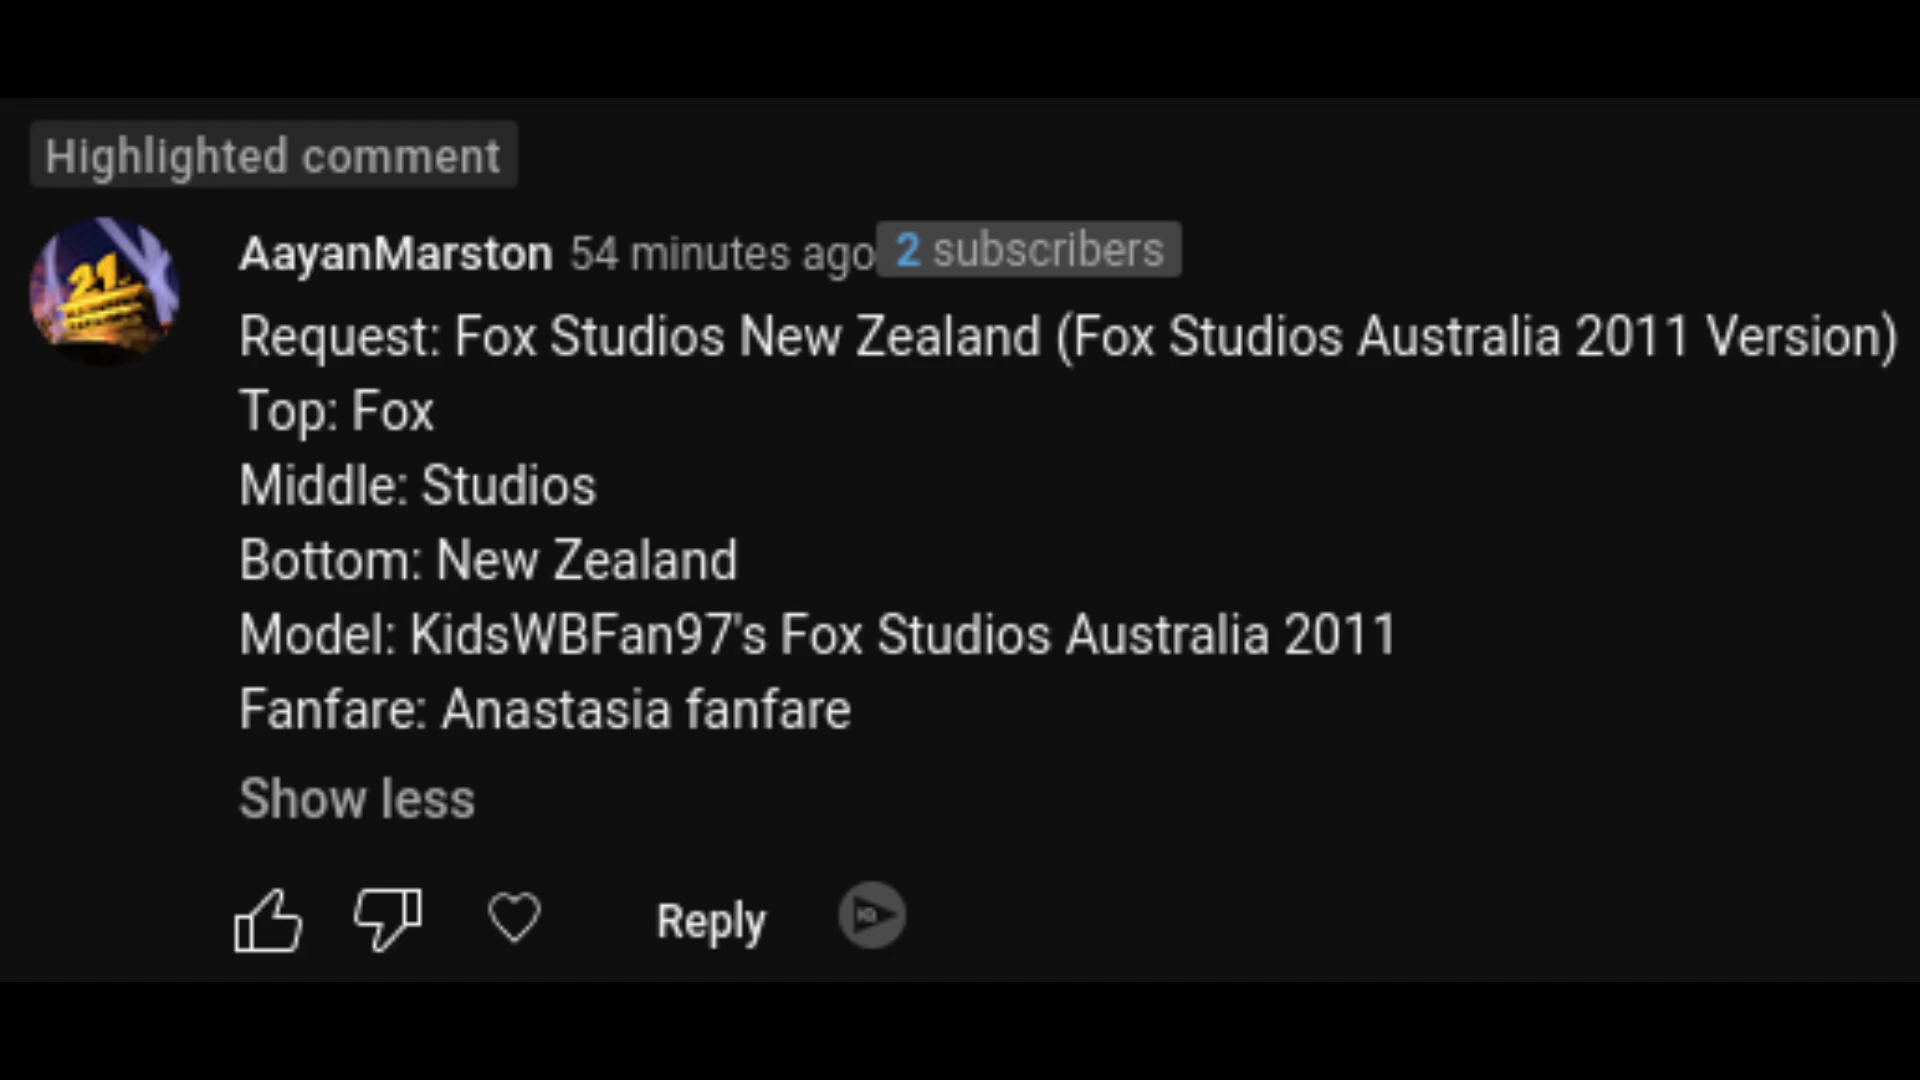 Highlighted comment
AayanMarston 54 minutes ago 2 subscribers
Request: Fox Studios New Zealand (Fox Studios Australia 2011 Version)
Top: Fox
Middle: Studios
Bottom: New Zealand
Model: KidsWBFan97's Fox Studios Australia 2011
Fanfare: Anastasia fanfare
Show less
Reply
21